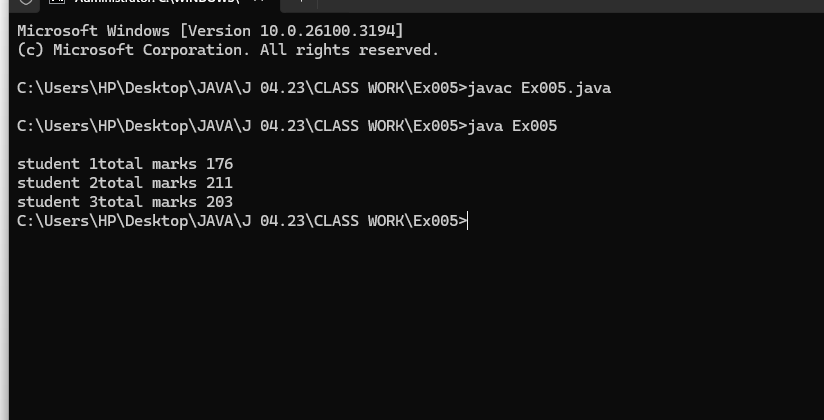 Microsoft Windows [Version 10.0.26100.3194]
(c) Microsoft Corporation. All rights reserved.
C:\Users\HP\Desktop\JAVA\J 04.23\CLASS WORK\Ex005>javac Ex005.java
C:\Users\HP\Desktop\JAVA\J 04.23\CLASS WORK\Ex005>java Ex005
student 1total marks 176
student 2total marks 211
student 3total marks 203
C:\Users\HP\Desktop\JAVA\J 04.23\CLASS WORK\Ex005>